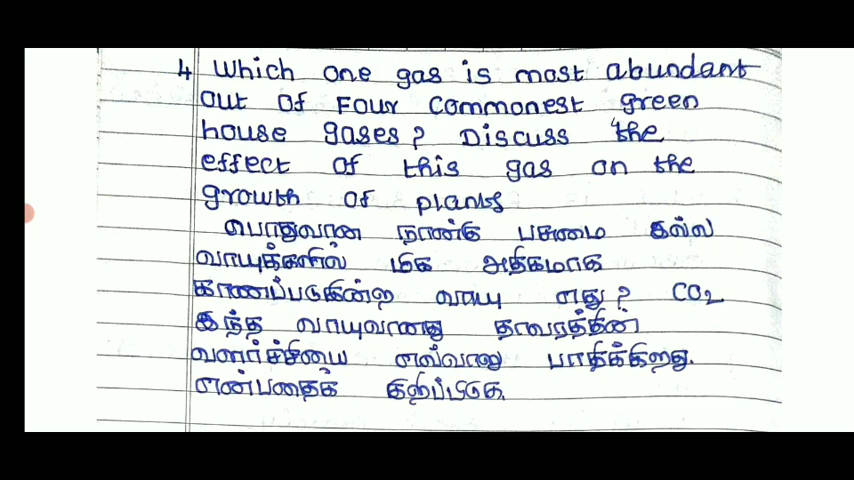 4 Which one gas is most abundant
out of Four commonest green
house gases? Discuss the
effect of this gas on the
growth of plants
பொதுவான நான்கு பசுமை இல்ல
வாயுக்களில் மிக அதிகமாக
காணப்படுகின்ற வாயு எது? CO2
இந்த வாயுவானது தாவரத்தின்
வளர்ச்சியை எவ்வாறு பாதிக்கிறது.
என்பதைக் குறிப்பிடுக.